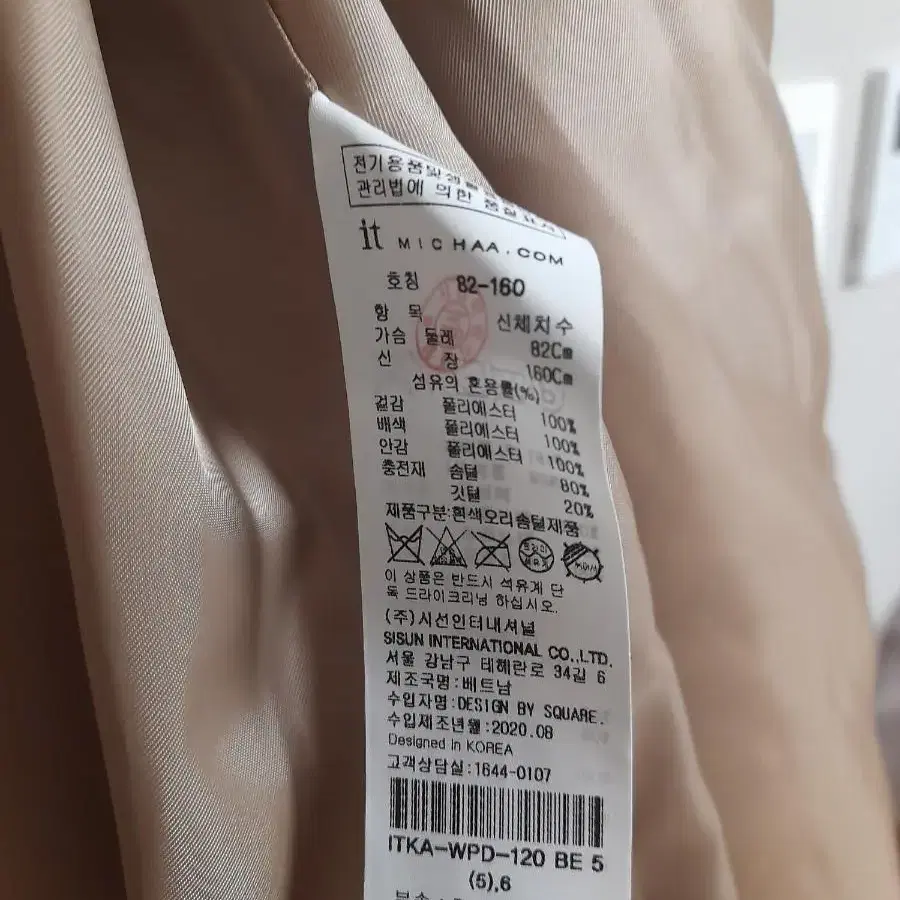 전기용품및생활
관리법에 의한 품질표시
it MICHAA.COM
호칭 82-160
항 목 신체치수
가슴 둘레 82Cm
신 장 160Cm
섬유의 혼용률(%)
겉감 폴리에스터 100%
배색 폴리에스터 100%
안감 폴리에스터 100%
충전재 솜털 80%
깃털 20%
제품구분:흰색오리솜털제품
이 상품은 반드시 석유계 단
독 드라이크리닝 하십시오.
(주)시선인터내셔널
SISUN INTERNATIONAL CO.,LTD.
서울 강남구 테헤란로 34길 6
제조국명:베트남
수입자명:DESIGN BY SQUARE.
수입제조년월:2020.08
Designed in KOREA
고객상담실:1644-0107
ITKA-WPD-120 BE 5
(5),6